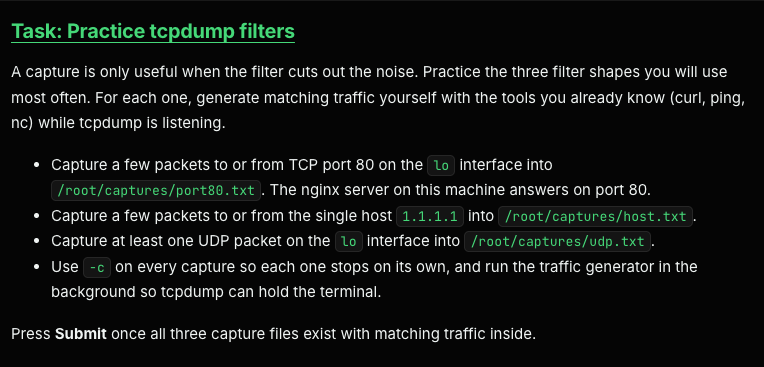 Task: Practice tcpdump filters
A capture is only useful when the filter cuts out the noise. Practice the three filter shapes you will use
most often. For each one, generate matching traffic yourself with the tools you already know (curl, ping,
nc) while tcpdump is listening.
• Capture a few packets to or from TCP port 80 on the lo interface into
/root/captures/port80.txt. The nginx server on this machine answers on port 80.
• Capture a few packets to or from the single host 1.1.1.1 into /root/captures/host.txt.
• Capture at least one UDP packet on the lo interface into /root/captures/udp.txt.
• Use -c on every capture so each one stops on its own, and run the traffic generator in the
background so tcpdump can hold the terminal.
Press Submit once all three capture files exist with matching traffic inside.